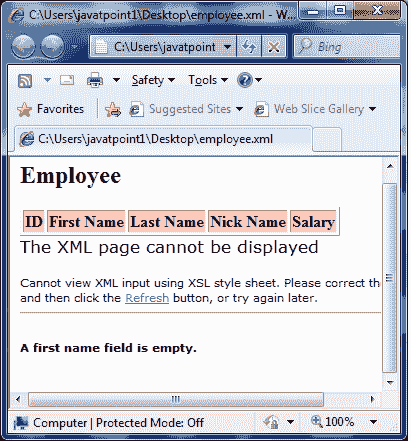 C:\Users\javatpoint1\Desktop\employee.xml - W...
C:\Users\javatpoint
Bing
Safety Tools
Favorites Suggested Sites Web Slice Gallery
C:\Users\javatpoint1\Desktop\employee.xml
Employee
ID First Name Last Name Nick Name Salary
The XML page cannot be displayed
Cannot view XML input using XSL style sheet. Please correct th
and then click the Refresh button, or try again later.
A first name field is empty.
Computer | Protected Mode: Off 100%